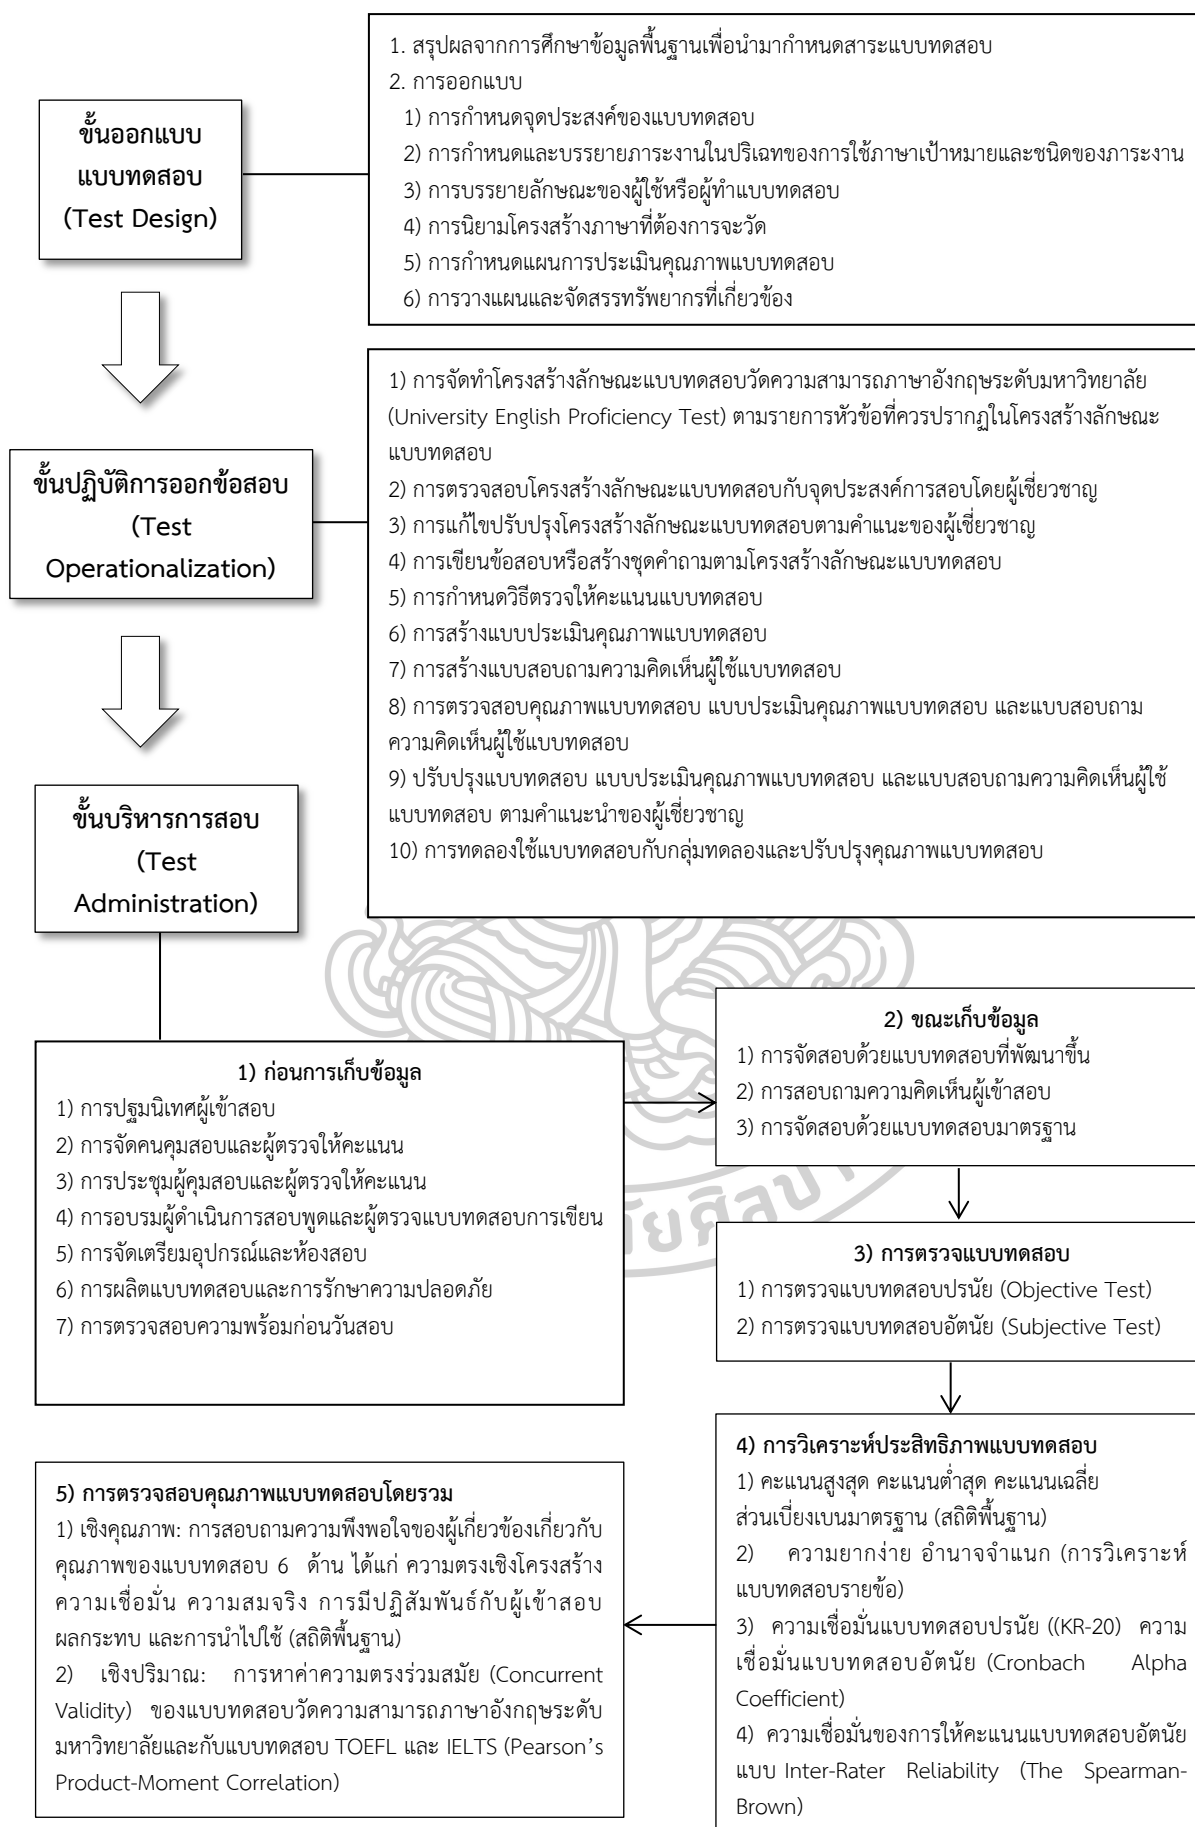 ขั้นออกแบบ
แบบทดสอบ
(Test Design)
1. สรุปผลจากการศึกษาข้อมูลพื้นฐานเพื่อนำมากำหนดสาระแบบทดสอบ
2. การออกแบบ
1) การกำหนดจุดประสงค์ของแบบทดสอบ
2) การกำหนดและบรรยายภาระงานในปริเฉทของการใช้ภาษาเป้าหมายและชนิดของภาระงาน
3) การบรรยายลักษณะของผู้ใช้หรือผู้ทำแบบทดสอบ
4) การนิยามโครงสร้างภาษาที่ต้องการจะวัด
5) การกำหนดแผนการประเมินคุณภาพแบบทดสอบ
6) การวางแผนและจัดสรรทรัพยากรที่เกี่ยวข้อง
ขั้นปฏิบัติการออกข้อสอบ
(Test
Operationalization)
1) การจัดทำโครงสร้างลักษณะแบบทดสอบวัดความสามารถภาษาอังกฤษระดับมหาวิทยาลัย
(University English Proficiency Test) ตามรายการหัวข้อที่ควรปรากฏในโครงสร้างลักษณะ
แบบทดสอบ
2) การตรวจสอบโครงสร้างลักษณะแบบทดสอบกับจุดประสงค์การสอบโดยผู้เชี่ยวชาญ
3) การแก้ไขปรับปรุงโครงสร้างลักษณะแบบทดสอบตามคำแนะของผู้เชี่ยวชาญ
4) การเขียนข้อสอบหรือสร้างชุดคำถามตามโครงสร้างลักษณะแบบทดสอบ
5) การกำหนดวิธีตรวจให้คะแนนแบบทดสอบ
6) การสร้างแบบประเมินคุณภาพแบบทดสอบ
7) การสร้างแบบสอบถามความคิดเห็นผู้ใช้แบบทดสอบ
8) การตรวจสอบคุณภาพแบบทดสอบ แบบประเมินคุณภาพแบบทดสอบ และแบบสอบถาม
ความคิดเห็นผู้ใช้แบบทดสอบ
9) ปรับปรุงแบบทดสอบ แบบประเมินคุณภาพแบบทดสอบ และแบบสอบถามความคิดเห็นผู้ใช้
แบบทดสอบ ตามคำแนะนำของผู้เชี่ยวชาญ
10) การทดลองใช้แบบทดสอบกับกลุ่มทดลองและปรับปรุงคุณภาพแบบทดสอบ
ขั้นบริหารการสอบ
(Test
Administration)
1) ก่อนการเก็บข้อมูล
1) การปฐมนิเทศผู้เข้าสอบ
2) การจัดคนคุมสอบและผู้ตรวจให้คะแนน
3) การประชุมผู้คุมสอบและผู้ตรวจให้คะแนน
4) การอบรมผู้ดำเนินการสอบพูดและผู้ตรวจแบบทดสอบการเขียน
5) การจัดเตรียมอุปกรณ์และห้องสอบ
6) การผลิตแบบทดสอบและการรักษาความปลอดภัย
7) การตรวจสอบความพร้อมก่อนวันสอบ
2) ขณะเก็บข้อมูล
1) การจัดสอบด้วยแบบทดสอบที่พัฒนาขึ้น
2) การสอบถามความคิดเห็นผู้เข้าสอบ
3) การจัดสอบด้วยแบบทดสอบมาตรฐาน
3) การตรวจแบบทดสอบ
1) การตรวจแบบทดสอบปรนัย (Objective Test)
2) การตรวจแบบทดสอบอัตนัย (Subjective Test)
4) การวิเคราะห์ประสิทธิภาพแบบทดสอบ
1) คะแนนสูงสุด คะแนนต่ำสุด คะแนนเฉลี่ย
ส่วนเบี่ยงเบนมาตรฐาน (สถิติพื้นฐาน)
2) ความยากง่าย อำนาจจำแนก (การวิเคราะห์
แบบทดสอบรายข้อ)
3) ความเชื่อมั่นแบบทดสอบปรนัย ((KR-20) ความ
เชื่อมั่นแบบทดสอบอัตนัย (Cronbach Alpha
Coefficient)
4) ความเชื่อมั่นของการให้คะแนนแบบทดสอบอัตนัย
แบบ Inter-Rater Reliability (The Spearman-
Brown)
5) การตรวจสอบคุณภาพแบบทดสอบโดยรวม
1) เชิงคุณภาพ: การสอบถามความพึงพอใจของผู้เกี่ยวข้องเกี่ยวกับ
คุณภาพของแบบทดสอบ 6 ด้าน ได้แก่ ความตรงเชิงโครงสร้าง
ความเชื่อมั่น ความสมจริง การมีปฏิสัมพันธ์กับผู้เข้าสอบ
ผลกระทบ และการนำไปใช้ (สถิติพื้นฐาน)
2) เชิงปริมาณ: การหาค่าความตรงร่วมสมัย (Concurrent
Validity) ของแบบทดสอบวัดความสามารถภาษาอังกฤษระดับ
มหาวิทยาลัยและกับแบบทดสอบ TOEFL และ IELTS (Pearson’s
Product-Moment Correlation)